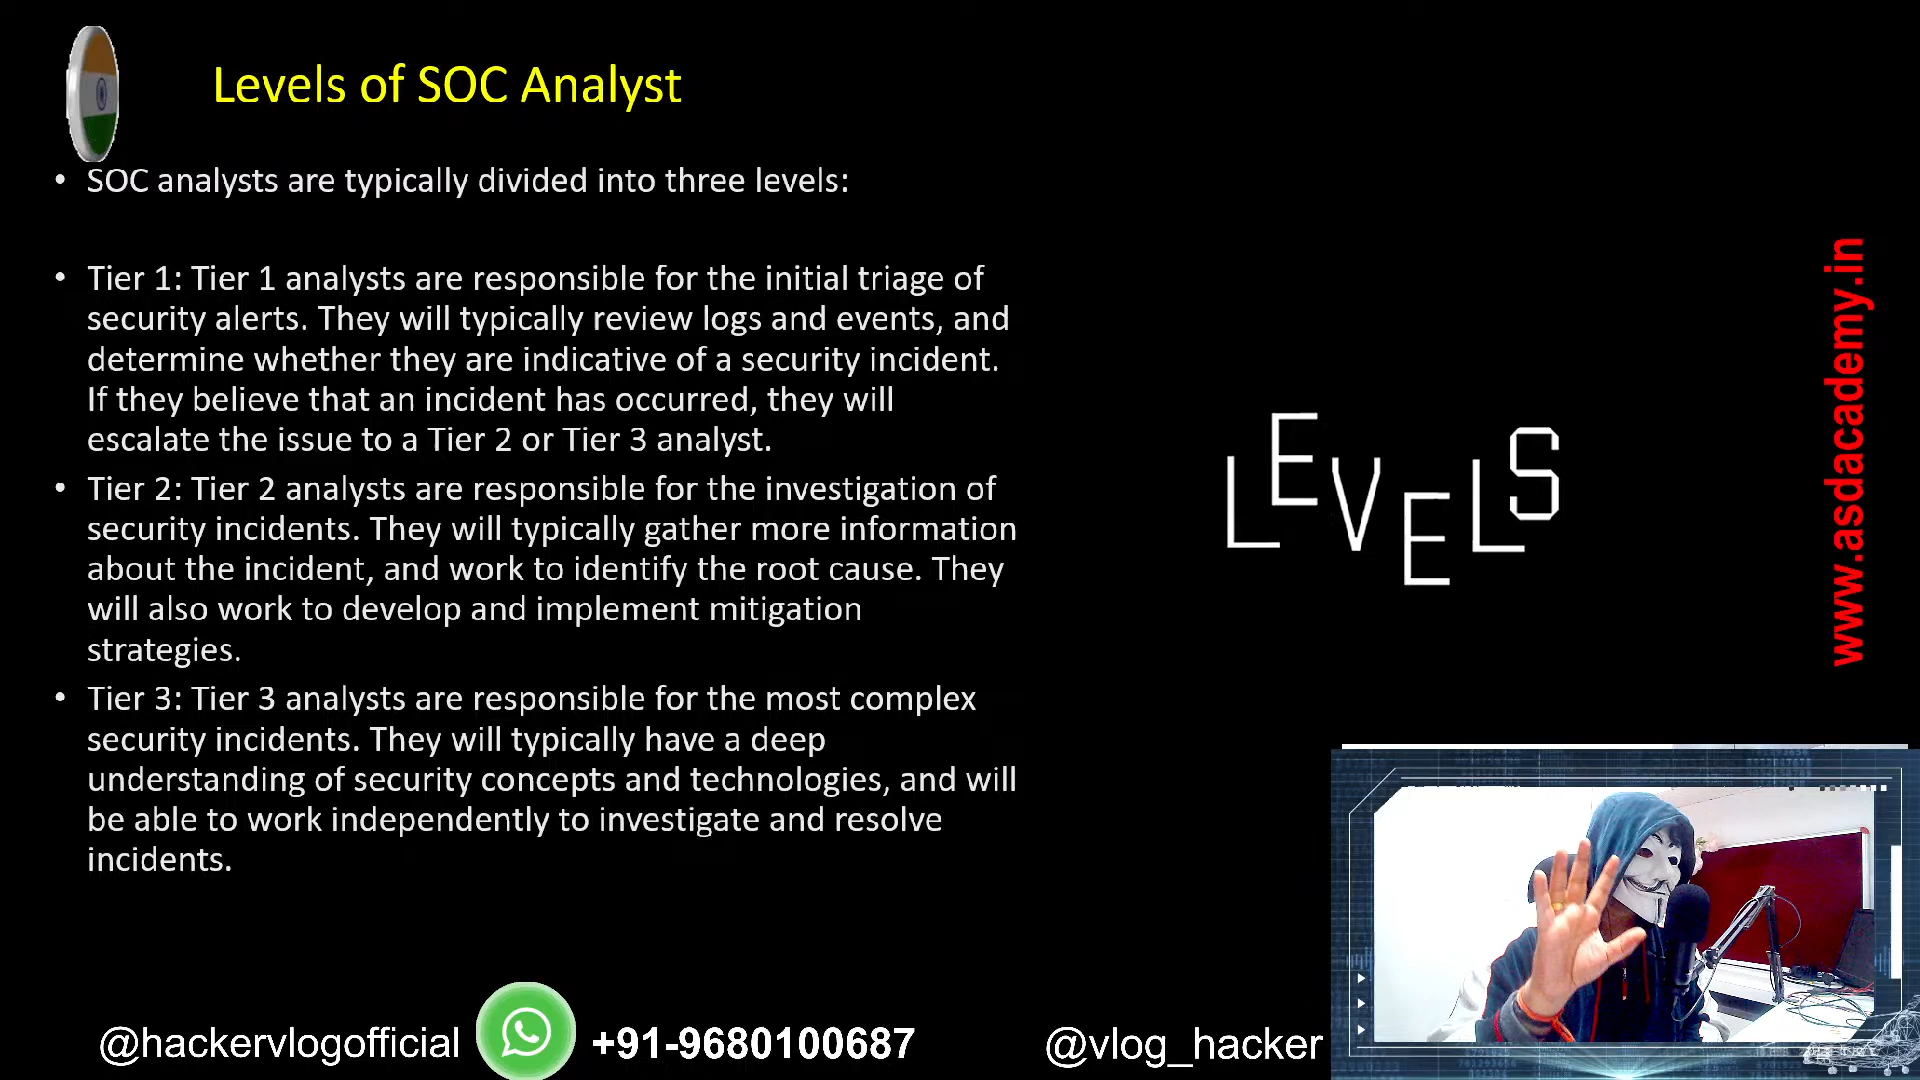 Levels of SOC Analyst
• SOC analysts are typically divided into three levels:
• Tier 1: Tier 1 analysts are responsible for the initial triage of
security alerts. They will typically review logs and events, and
determine whether they are indicative of a security incident.
If they believe that an incident has occurred, they will
escalate the issue to a Tier 2 or Tier 3 analyst.
• Tier 2: Tier 2 analysts are responsible for the investigation of
security incidents. They will typically gather more information
about the incident, and work to identify the root cause. They
will also work to develop and implement mitigation
strategies.
• Tier 3: Tier 3 analysts are responsible for the most complex
security incidents. They will typically have a deep
understanding of security concepts and technologies, and will
be able to work independently to investigate and resolve
incidents.
LEVELS
www.asdacademy.in
@hackervlogofficial
+91-9680100687
@vlog_hacker